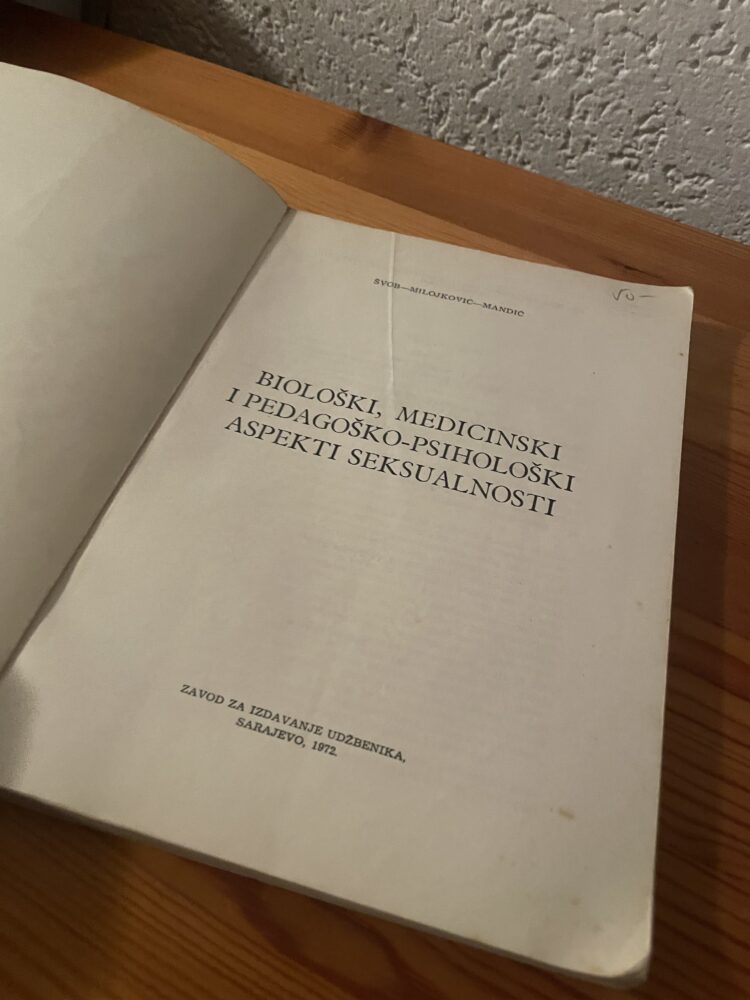 ŠVOB—MILOJKOVIĆ—MANDIĆ
BIOLOŠKI, MEDICINSKI
I PEDAGOŠKO-PSIHOLOŠKI
ASPEKTI SEKSUALNOSTI
ZAVOD ZA IZDAVANJE UDŽBENIKA,
SARAJEVO, 1972.